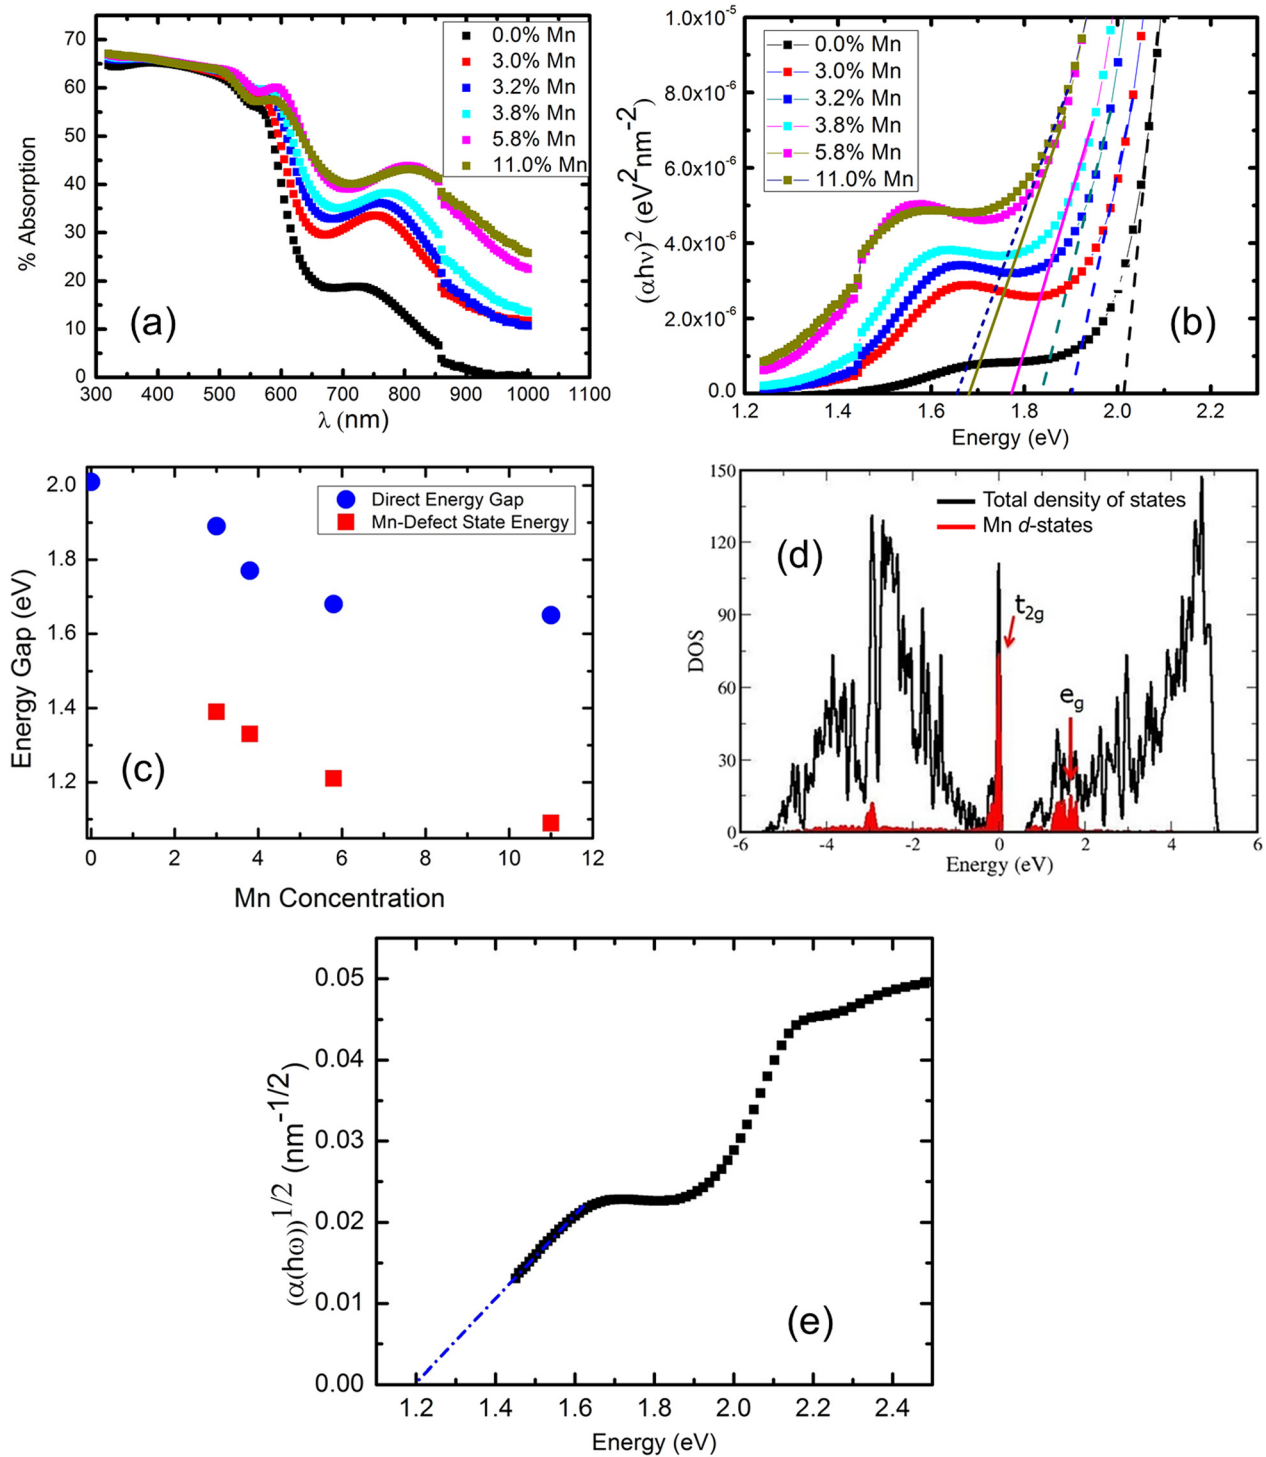 70
60
50
40
30
20
10
0
% Absorption
0.0% Mn
3.0% Mn
3.2% Mn
3.8% Mn
5.8% Mn
11.0% Mn
(a)
300 400 500 600 700 800 900 1000 1100
λ (nm)
1.0x10⁻⁵
8.0x10⁻⁶
6.0x10⁻⁶
4.0x10⁻⁶
2.0x10⁻⁶
0.0
(αhν)² (eV²nm⁻²)
0.0% Mn
3.0% Mn
3.2% Mn
3.8% Mn
5.8% Mn
11.0% Mn
(b)
1.2 1.4 1.6 1.8 2.0 2.2
Energy (eV)
2.0
1.8
1.6
1.4
1.2
Energy Gap (eV)
Direct Energy Gap
Mn-Defect State Energy
(c)
0 2 4 6 8 10 12
Mn Concentration
150
120
90
60
30
0
DOS
Total density of states
Mn d-states
(d)
t2g
eg
-6 -4 -2 0 2 4 6
Energy (eV)
0.05
0.04
0.03
0.02
0.01
0.00
(α(hω))1/2 (nm-1/2)
(e)
1.2 1.4 1.6 1.8 2.0 2.2 2.4
Energy (eV)